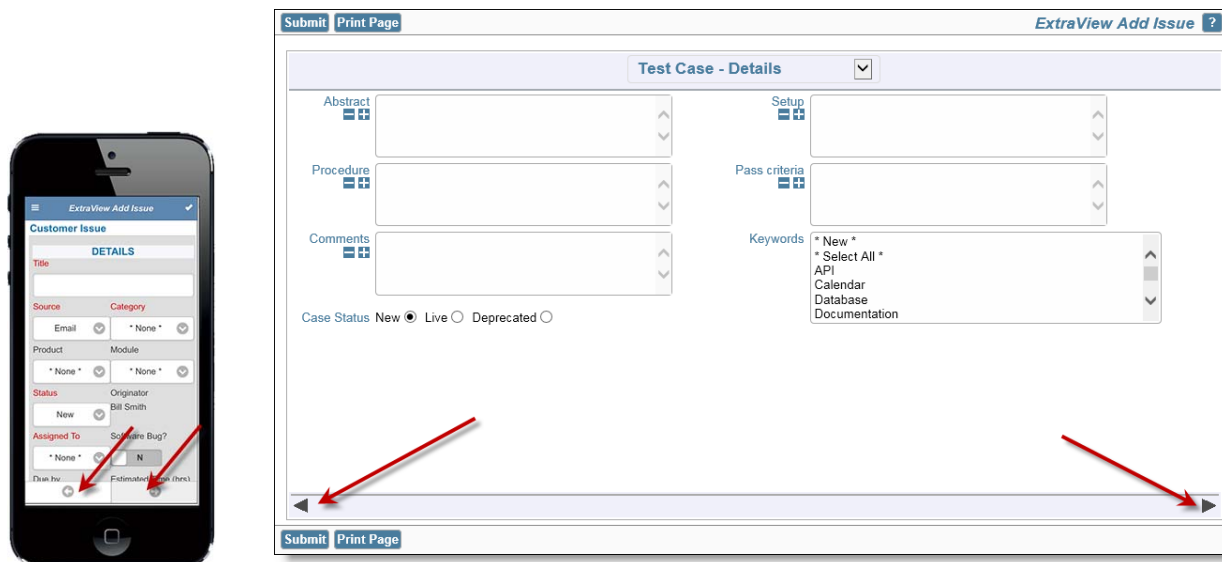 ExtraView Add Issue
Customer Issue
DETAILS
Title
Source Category
Email * None *
Product Module
* None * * None *
Status Originator
New Bill Smith
Assigned To Software Bug?
* None * N
Due by Estimated Time (hrs)
Submit Print Page ExtraView Add Issue ?
Test Case - Details
Abstract Setup
Procedure Pass criteria
Comments Keywords
* New *
* Select All *
API
Calendar
Database
Documentation
Case Status New Live Deprecated
Submit Print Page